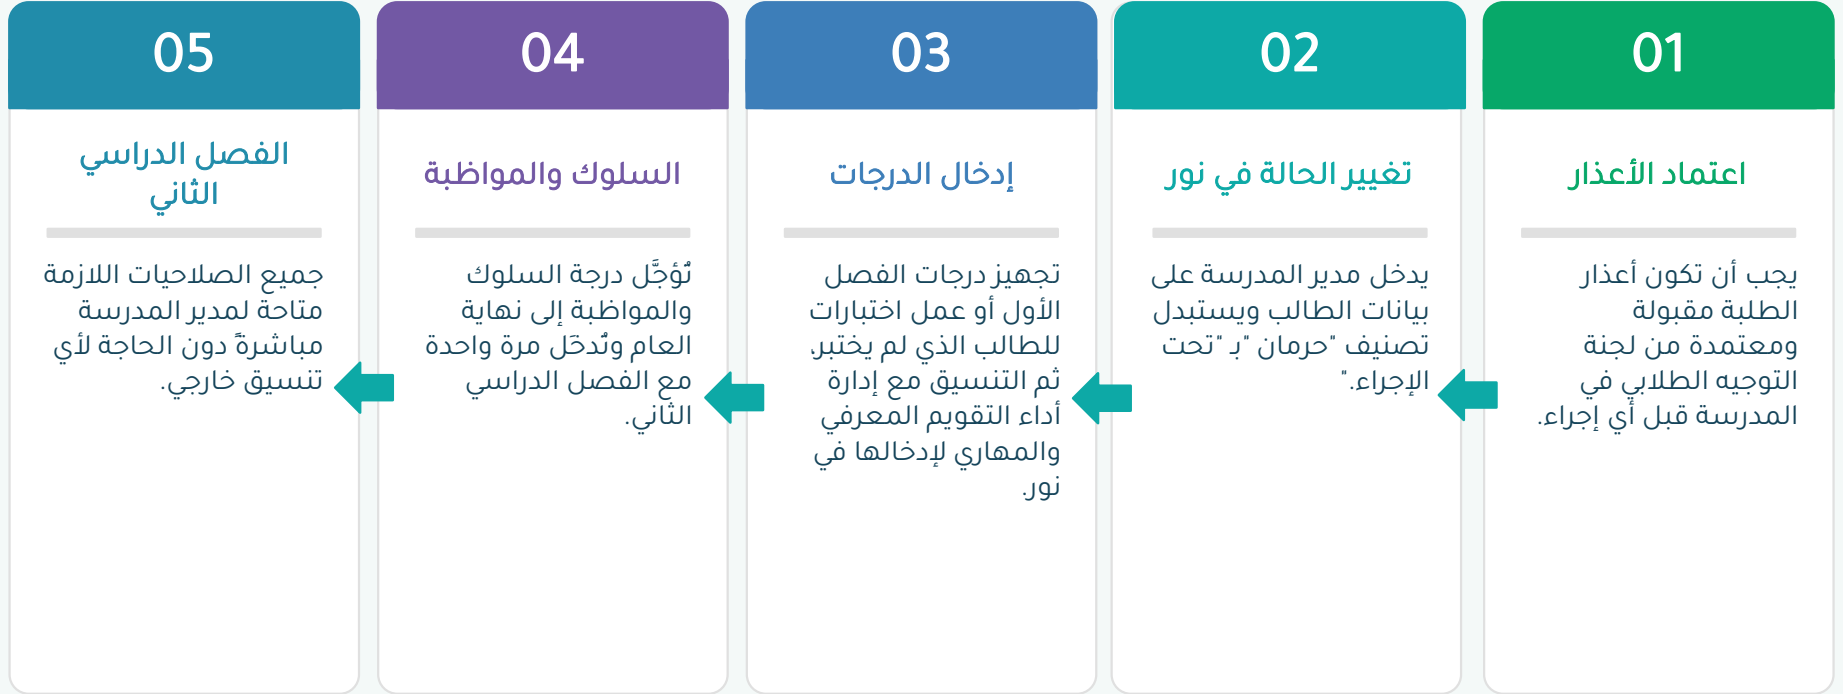 01
اعتماد الأعذار
يجب أن تكون أعذار
الطلبة مقبولة
ومعتمدة من لجنة
التوجيه الطلابي في
المدرسة قبل أي إجراء.
02
تغيير الحالة في نور
يدخل مدير المدرسة على
بيانات الطالب ويستبدل
تصنيف "حرمان "بـ "تحت
الإجراء."
03
إدخال الدرجات
تجهيز درجات الفصل
الأول أو عمل اختبارات
للطالب الذي لم يختبر،
ثم التنسيق مع إدارة
أداء التقويم المعرفي
والمهاري لإدخالها في
نور.
04
السلوك والمواظبة
تُؤجَّل درجة السلوك
والمواظبة إلى نهاية
العام وتُدخَل مرة واحدة
مع الفصل الدراسي
الثاني.
05
الفصل الدراسي
الثاني
جميع الصلاحيات اللازمة
متاحة لمدير المدرسة
مباشرةً دون الحاجة لأي
تنسيق خارجي.